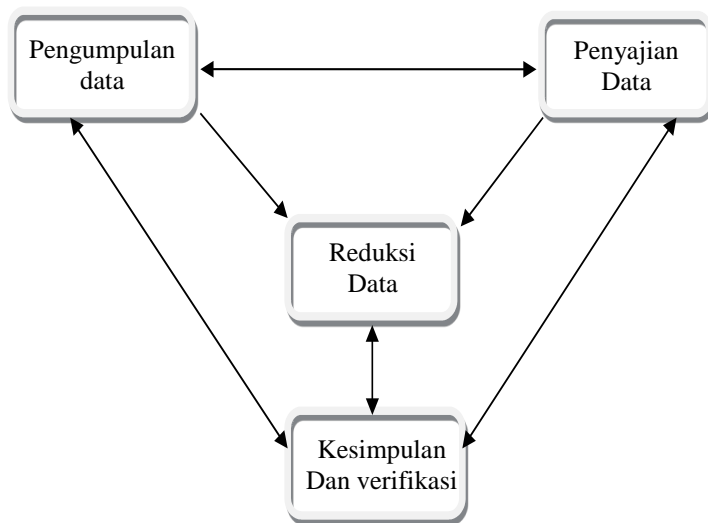 Pengumpulan
data
Penyajian
Data
Reduksi
Data
Kesimpulan
Dan verifikasi